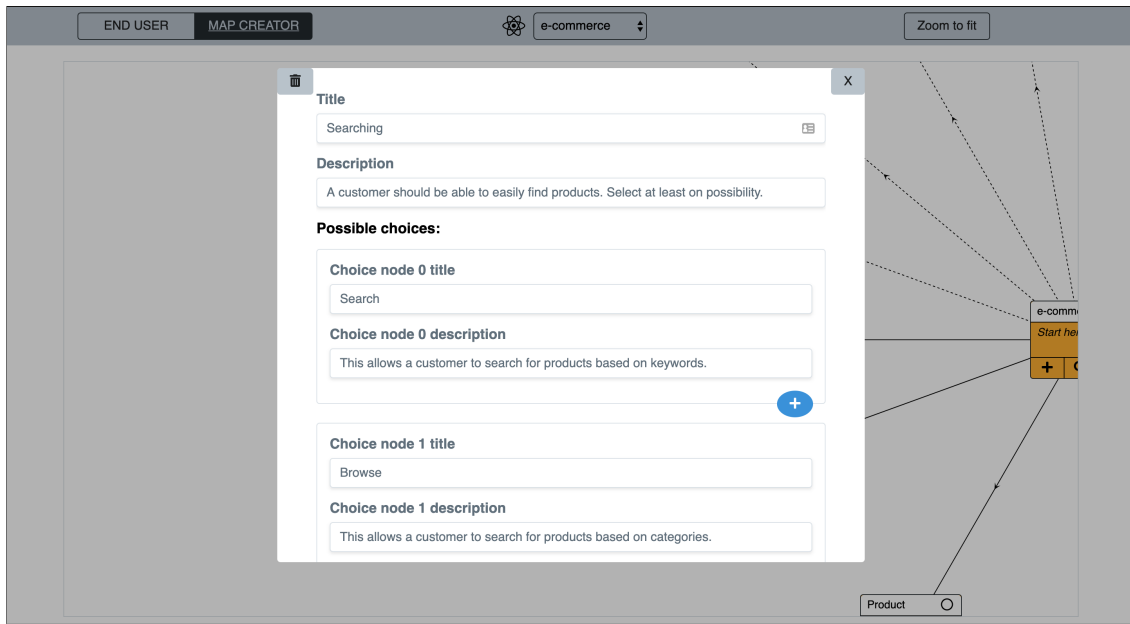 END USER
MAP CREATOR
e-commerce
Zoom to fit
X
Title
Searching
Description
A customer should be able to easily find products. Select at least on possibility.
Possible choices:
Choice node 0 title
Search
Choice node 0 description
This allows a customer to search for products based on keywords.
+
Choice node 1 title
Browse
Choice node 1 description
This allows a customer to search for products based on categories.
e-comm
Start he
+
Product